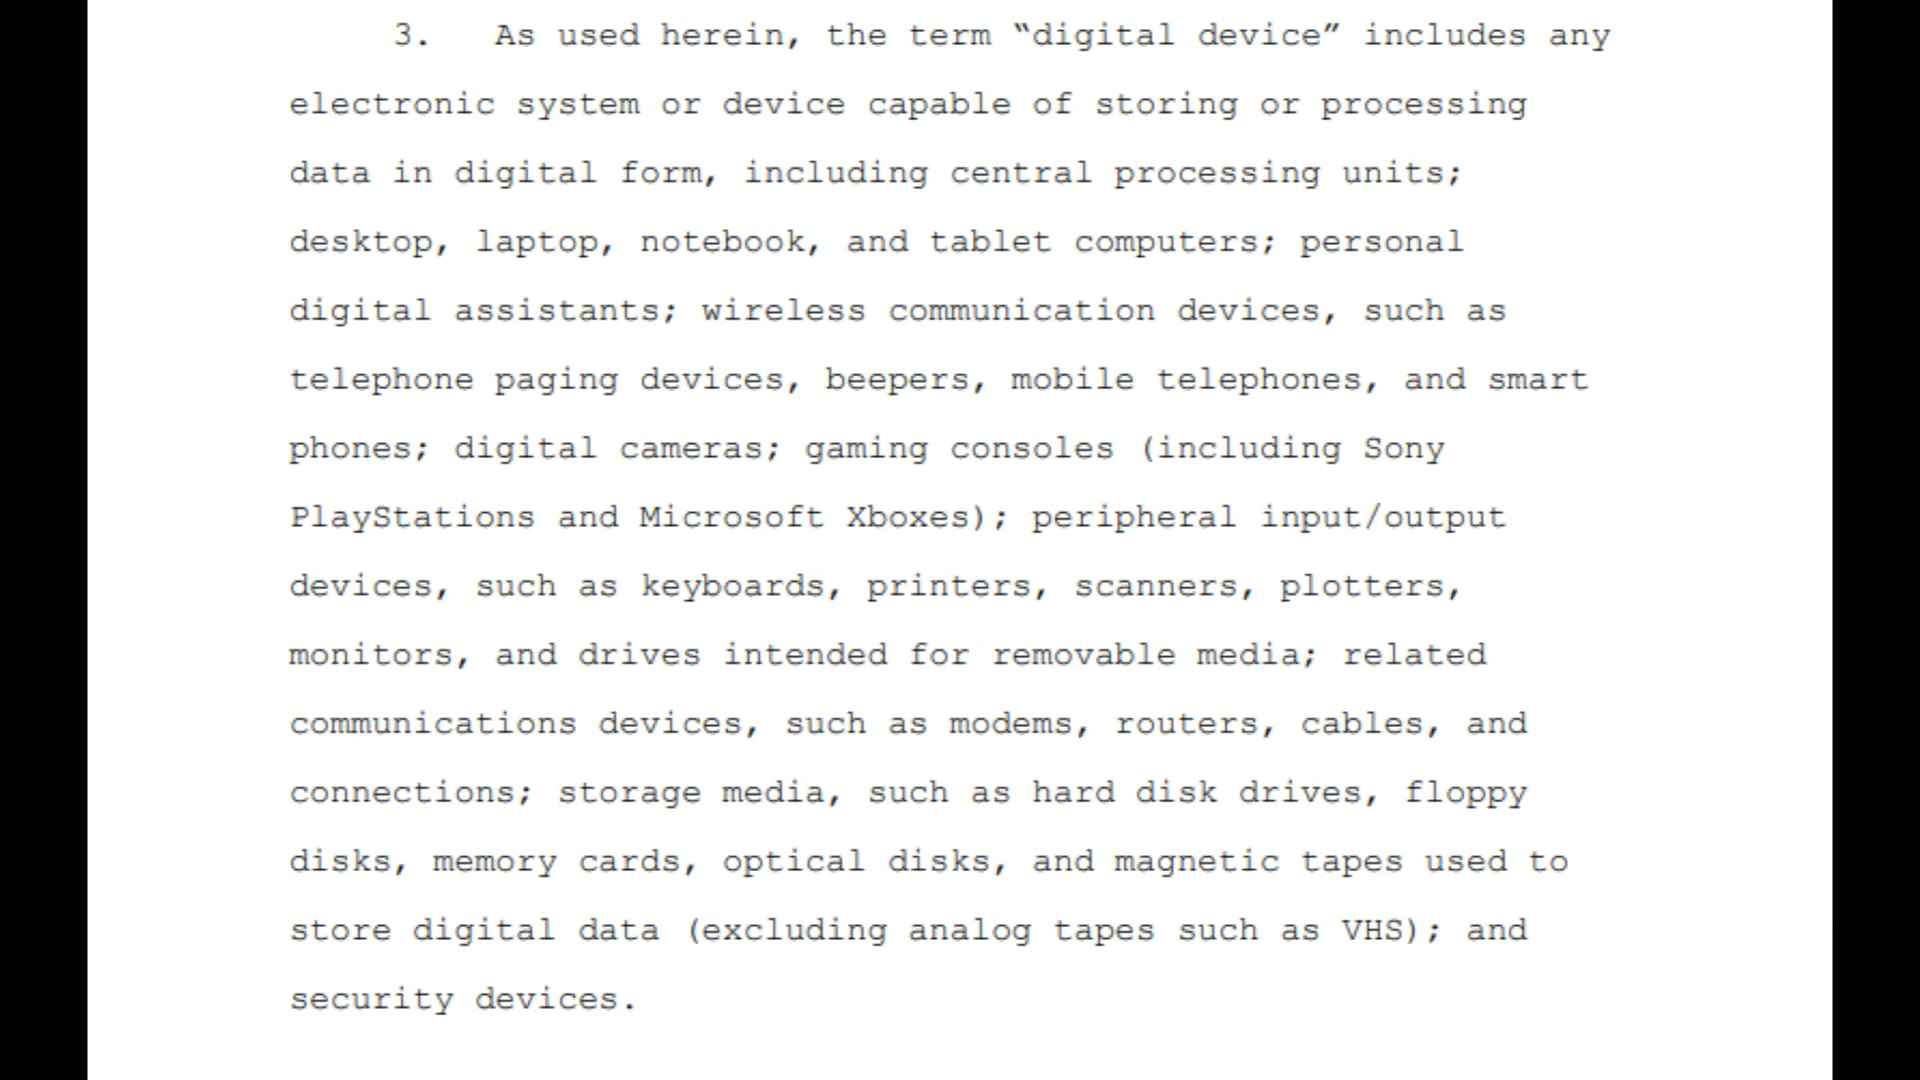 3. As used herein, the term “digital device” includes any
electronic system or device capable of storing or processing
data in digital form, including central processing units;
desktop, laptop, notebook, and tablet computers; personal
digital assistants; wireless communication devices, such as
telephone paging devices, beepers, mobile telephones, and smart
phones; digital cameras; gaming consoles (including Sony
PlayStations and Microsoft Xboxes); peripheral input/output
devices, such as keyboards, printers, scanners, plotters,
monitors, and drives intended for removable media; related
communications devices, such as modems, routers, cables, and
connections; storage media, such as hard disk drives, floppy
disks, memory cards, optical disks, and magnetic tapes used to
store digital data (excluding analog tapes such as VHS); and
security devices.